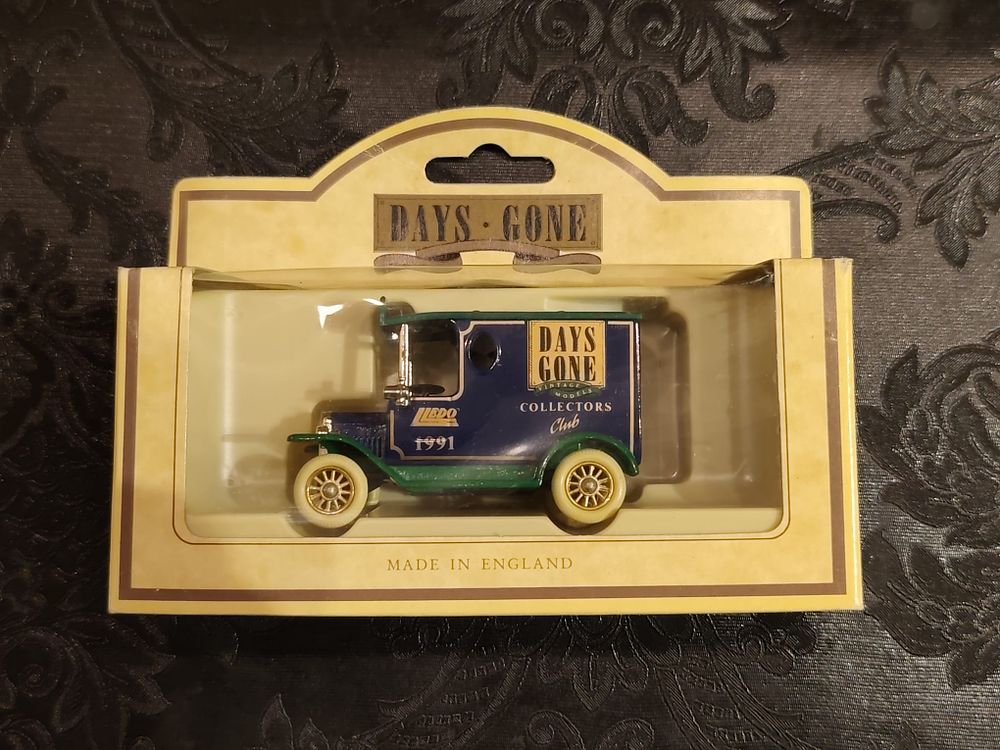 DAYS · GONE
DAYS
GONE
VINTAGE
MODELS
COLLECTORS
Club
LLEDO
1991
MADE IN ENGLAND